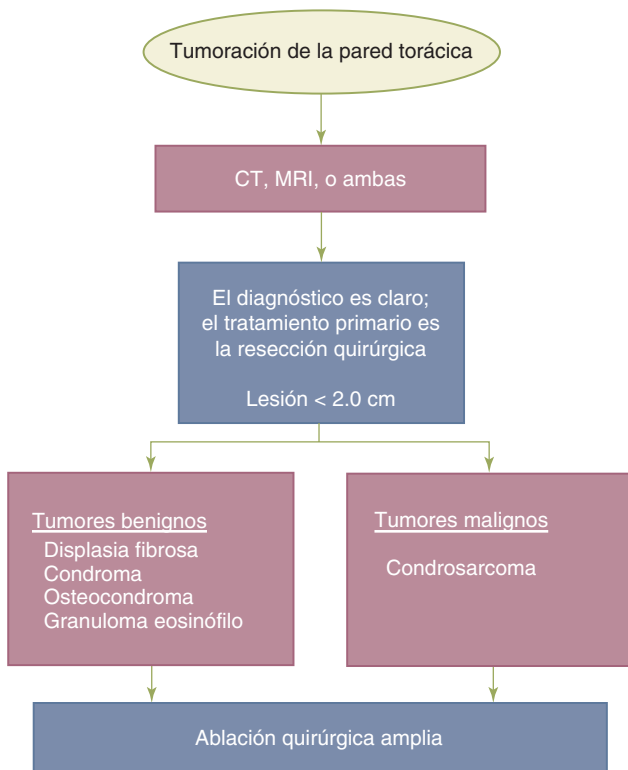 Tumoración de la pared torácica
CT, MRI, o ambas
El diagnóstico es claro;
el tratamiento primario es
la resección quirúrgica
Lesión < 2.0 cm
Tumores benignos
Displasia fibrosa
Condroma
Osteocondroma
Granuloma eosinófilo
Tumores malignos
Condrosarcoma
Ablación quirúrgica amplia